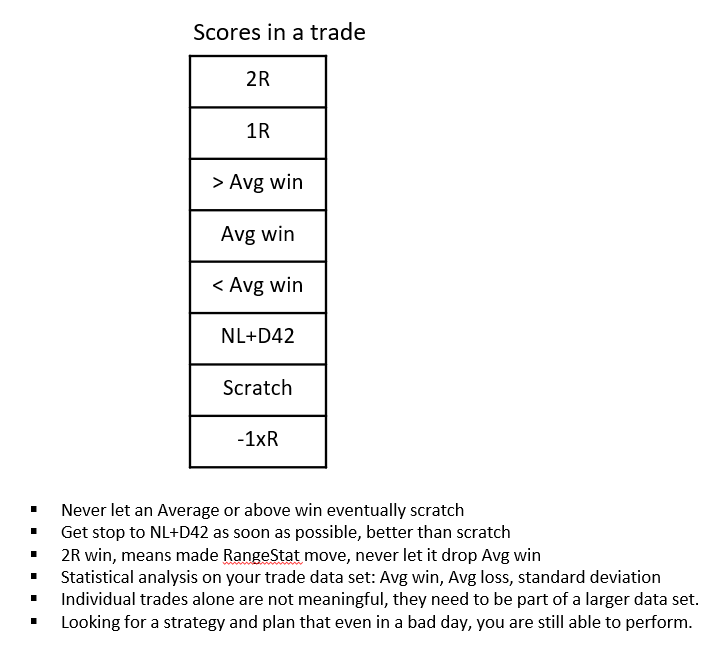 Scores in a trade
2R
1R
> Avg win
Avg win
< Avg win
NL+D42
Scratch
-1xR
▪ Never let an Average or above win eventually scratch
▪ Get stop to NL+D42 as soon as possible, better than scratch
▪ 2R win, means made RangeStat move, never let it drop Avg win
▪ Statistical analysis on your trade data set: Avg win, Avg loss, standard deviation
▪ Individual trades alone are not meaningful, they need to be part of a larger data set.
▪ Looking for a strategy and plan that even in a bad day, you are still able to perform.